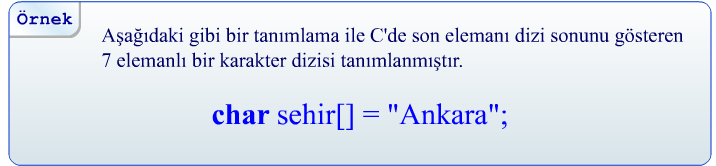 Örnek
Aşağıdaki gibi bir tanımlama ile C'de son elemanı dizi sonunu gösteren
7 elemanlı bir karakter dizisi tanımlanmıştır.
char sehir[] = "Ankara";